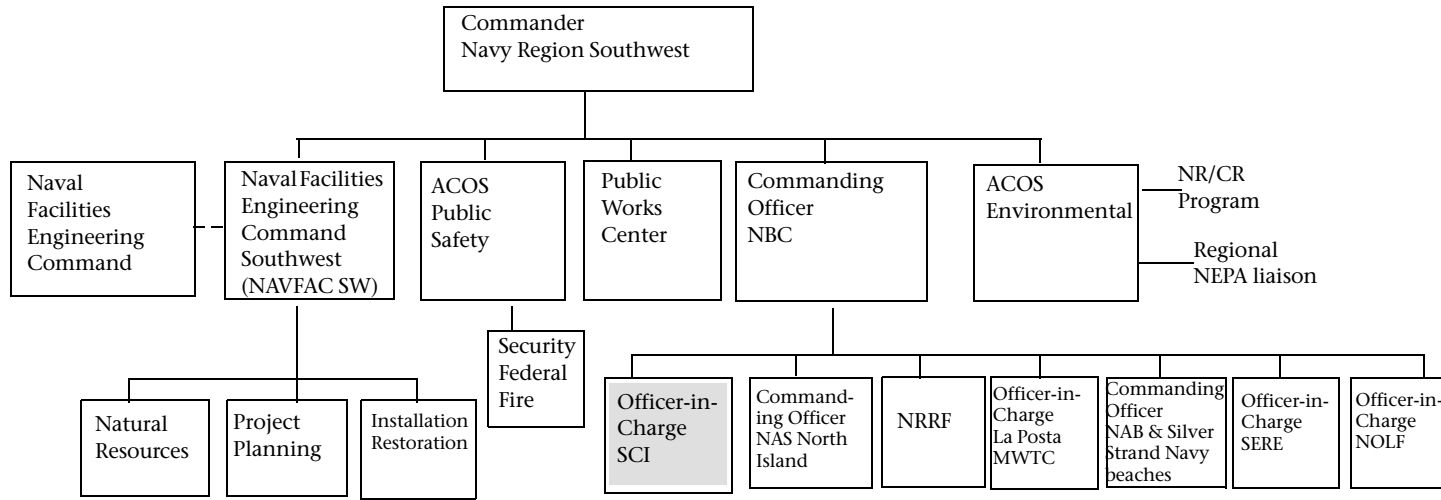 Commander
Navy Region Southwest
Naval
Facilities
Engineering
Command
Naval Facilities
Engineering
Command
Southwest
(NAVFAC SW)
ACOS
Public
Safety
Public
Works
Center
Commanding
Officer
NBC
ACOS
Environmental
NR/CR
Program
Regional
NEPA liaison
Natural
Resources
Project
Planning
Installation
Restoration
Security
Federal
Fire
Officer-in-
Charge
SCI
Command-
ing Officer
NAS North
Island
NRRF
Officer-in-
Charge
La Posta
MWTC
Commanding
Officer
NAB & Silver
Strand Navy
beaches
Officer-in-
Charge
SERE
Officer-in-
Charge
NOLF